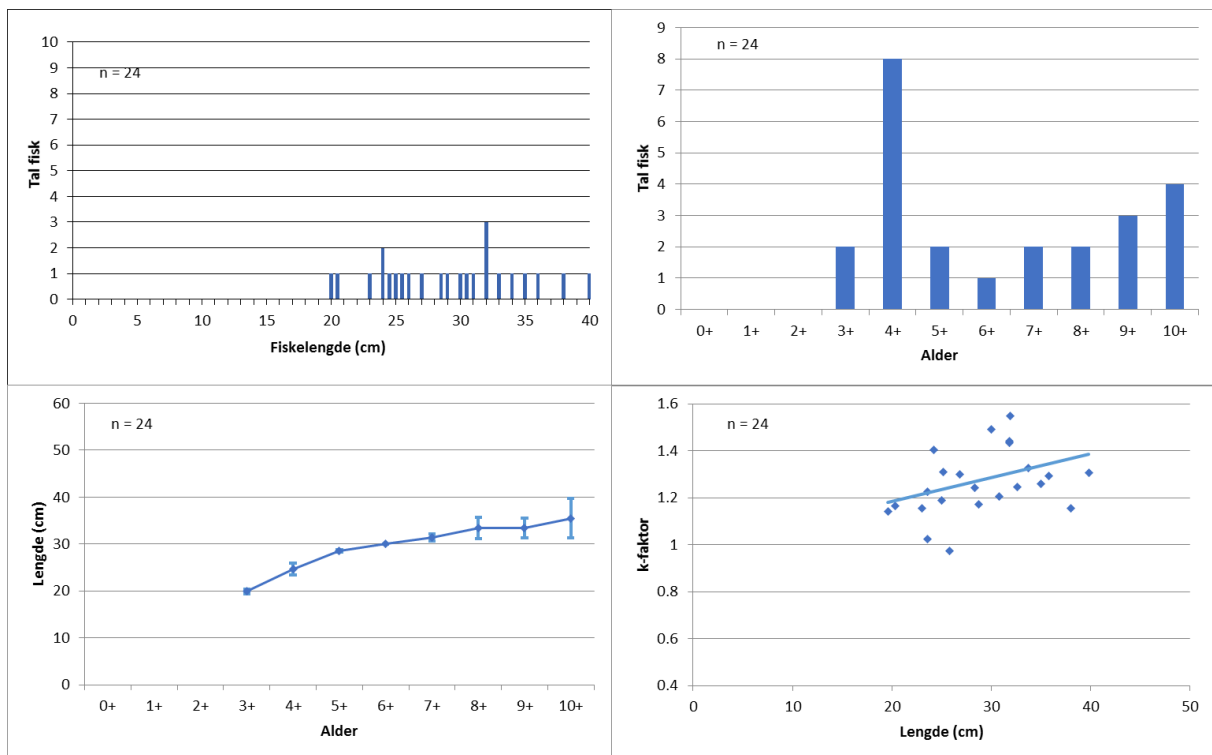 10
9
8
7
6
5
4
3
2
1
0
n = 24
Tal fisk
0 5 10 15 20 25 30 35 40
Fiskelengde (cm)
9
8
7
6
5
4
3
2
1
0
n = 24
Tal fisk
0+ 1+ 2+ 3+ 4+ 5+ 6+ 7+ 8+ 9+ 10+
Alder
60
50
40
30
20
10
0
n = 24
Lengde (cm)
0+ 1+ 2+ 3+ 4+ 5+ 6+ 7+ 8+ 9+ 10+
Alder
1.6
1.4
1.2
1
0.8
0.6
0.4
n = 24
k-faktor
0 10 20 30 40 50
Lengde (cm)